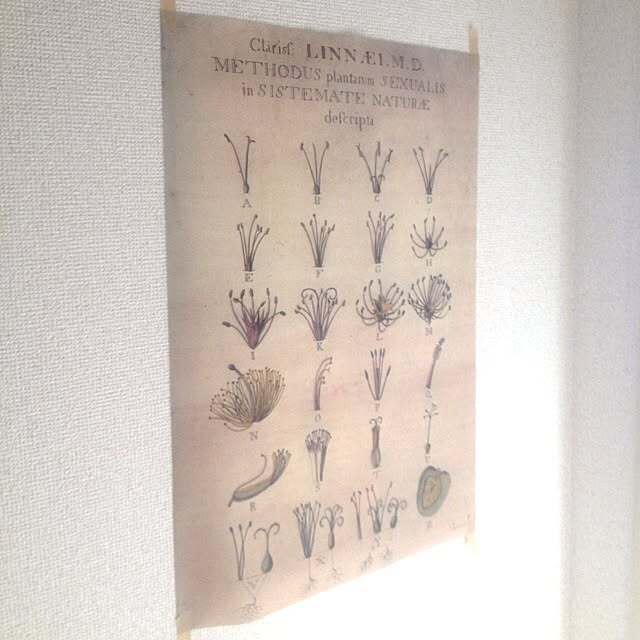 Clarisſ: LINNÆI. M. D.
METHODUS plantarum SEXUALIS
in SISTEMATE NATURÆ
deſcripta
A B C D
E F G H
I K L M
N O P Q
R S T U
V X Y